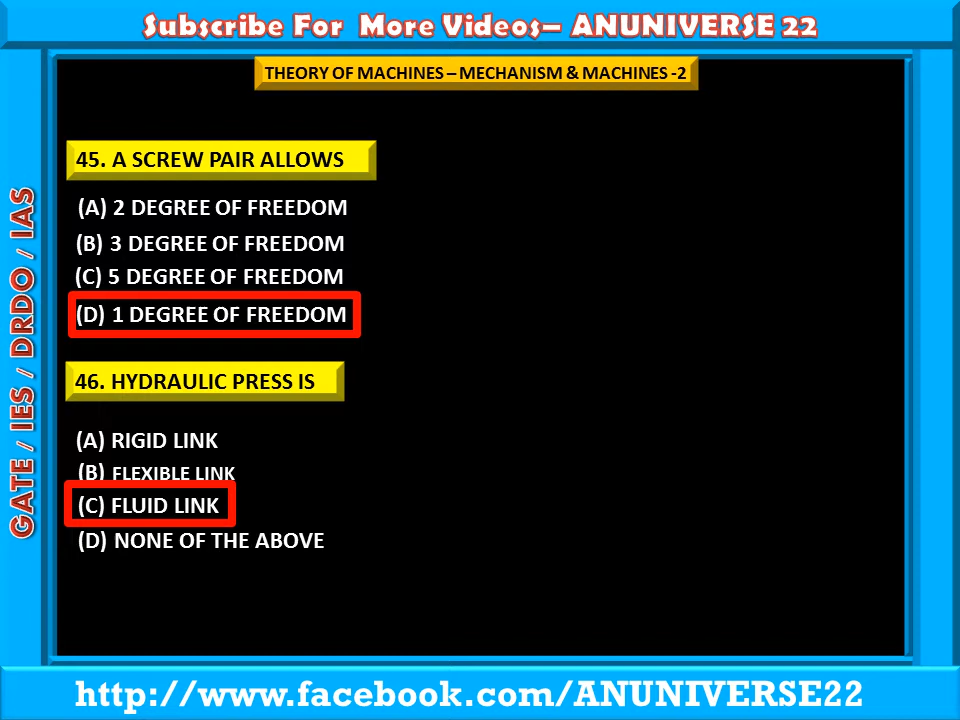 Subscribe For More Videos– ANUNIVERSE 22
THEORY OF MACHINES – MECHANISM & MACHINES -2
GATE / IES / DRDO / IAS
45. A SCREW PAIR ALLOWS
(A) 2 DEGREE OF FREEDOM
(B) 3 DEGREE OF FREEDOM
(C) 5 DEGREE OF FREEDOM
(D) 1 DEGREE OF FREEDOM
46. HYDRAULIC PRESS IS
(A) RIGID LINK
(B) FLEXIBLE LINK
(C) FLUID LINK
(D) NONE OF THE ABOVE
http://www.facebook.com/ANUNIVERSE22